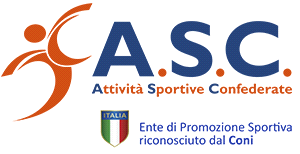 A.S.C.
Attività Sportive Confederate
ITALIA
Ente di Promozione Sportiva
riconosciuto dal Coni